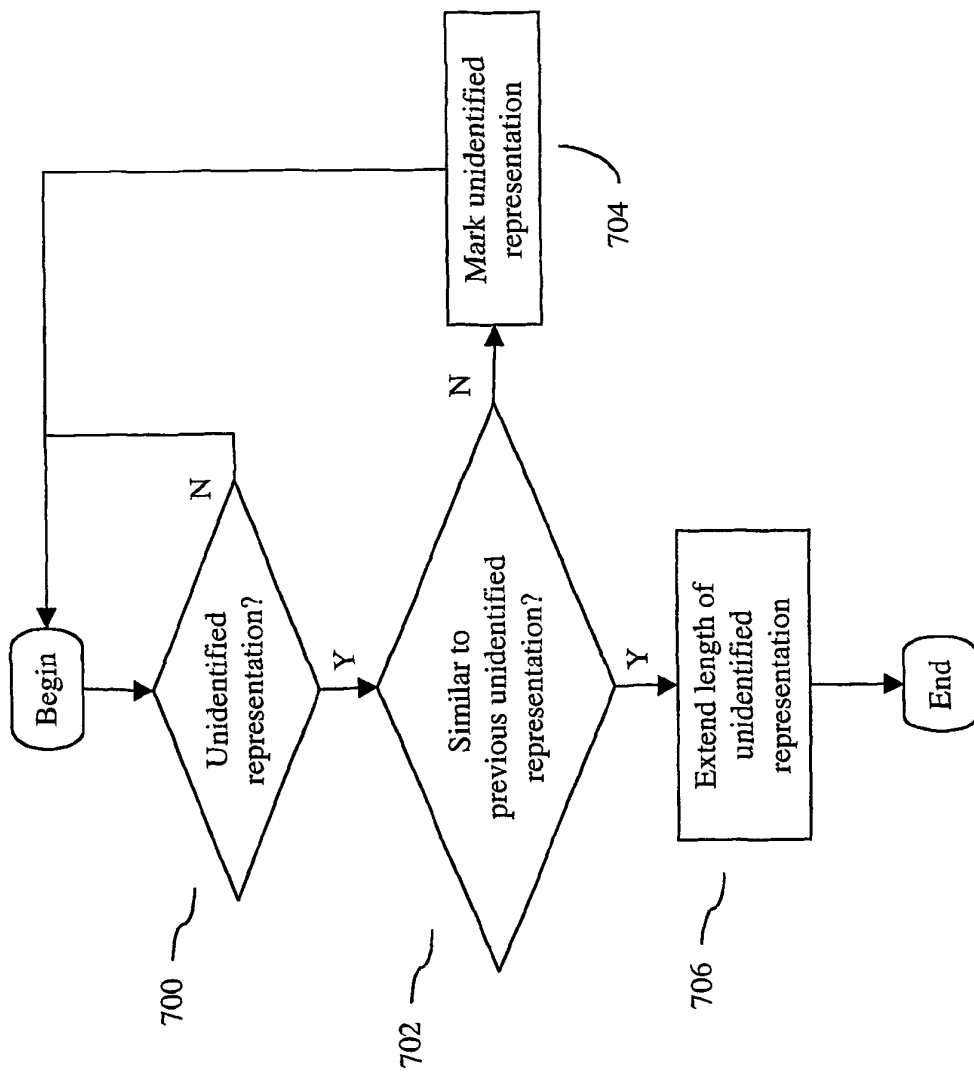 Begin
Unidentified
representation?
N
700
Y
Similar to
previous unidentified
representation?
N
702
Mark unidentified
representation
704
Y
Extend length of
unidentified
representation
706
End